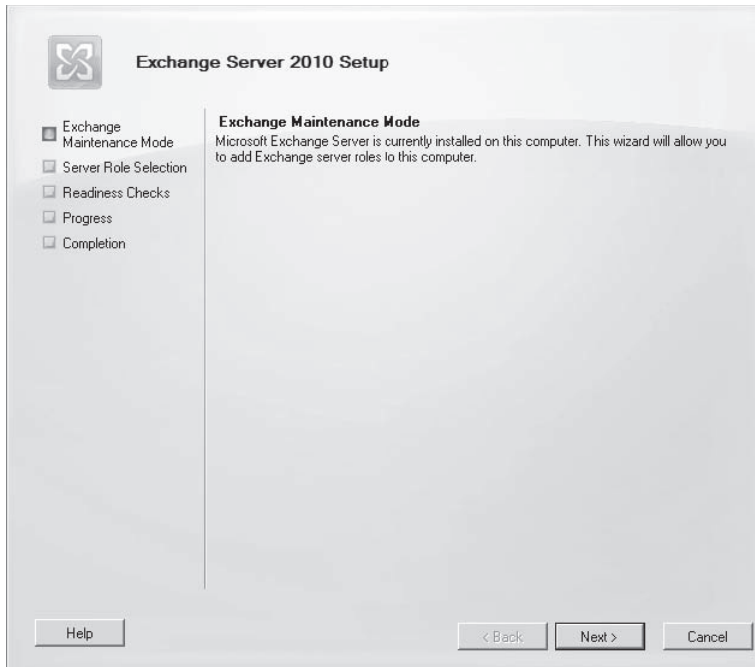 Exchange Server 2010 Setup
Exchange
Maintenance Mode
Server Role Selection
Readiness Checks
Progress
Completion
Exchange Maintenance Mode
Microsoft Exchange Server is currently installed on this computer. This wizard will allow you
to add Exchange server roles to this computer.
Help
< Back
Next >
Cancel